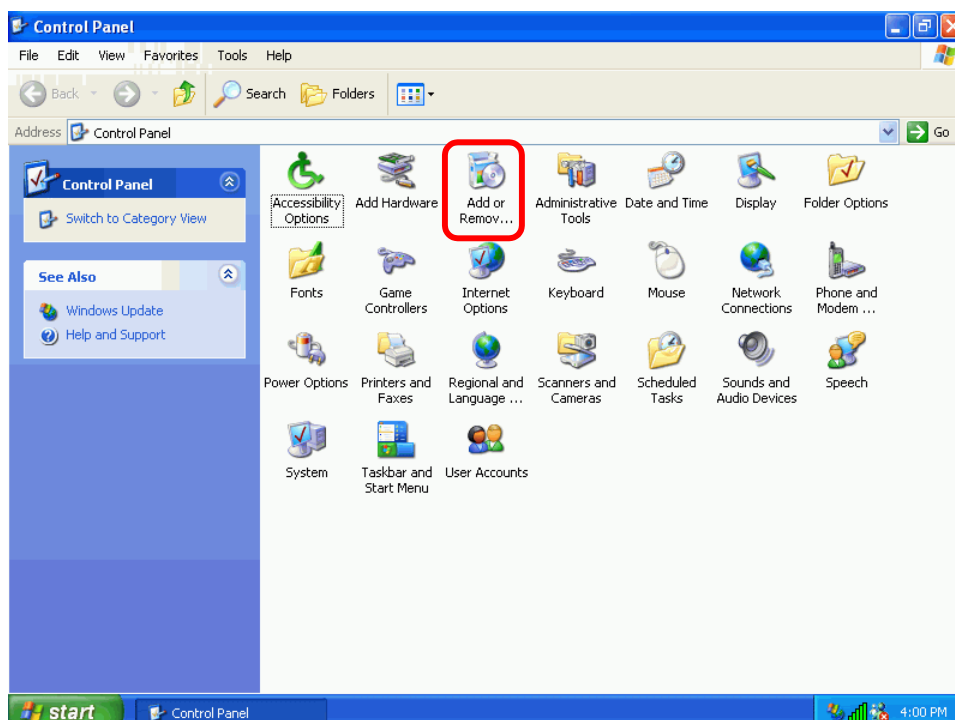 Control Panel
File Edit View Favorites Tools Help
Back Search Folders
Address Control Panel Go
Control Panel
Switch to Category View
See Also
Windows Update
Help and Support
Accessibility Options
Add Hardware
Add or Remov...
Administrative Tools
Date and Time
Display
Folder Options
Fonts
Game Controllers
Internet Options
Keyboard
Mouse
Network Connections
Phone and Modem ...
Power Options
Printers and Faxes
Regional and Language ...
Scanners and Cameras
Scheduled Tasks
Sounds and Audio Devices
Speech
System
Taskbar and Start Menu
User Accounts
start Control Panel 4:00 PM